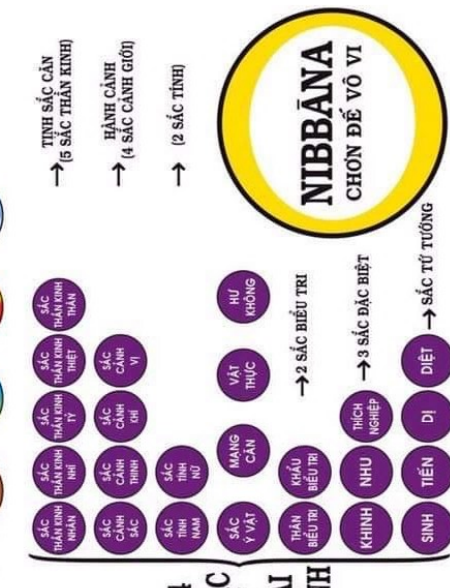 SẮC
THẦN KINH
NHÃN
SẮC
THẦN KINH
NHĨ
SẮC
THẦN KINH
TỶ
SẮC
THẦN KINH
THIỆT
SẮC
THẦN KINH
THÂN
→ TỊNH SẮC CĂN
(5 SẮC THẦN KINH)
SẮC
CẢNH
SẮC
SẮC
CẢNH
THINH
SẮC
CẢNH
KHÍ
SẮC
CẢNH
VỊ
→ HÀNH CẢNH
(4 SẮC CẢNH GIỚI)
SẮC
TÍNH
NAM
SẮC
TÍNH
NỮ
→ (2 SẮC TÍNH)
SẮC
Ý VẬT
MẠNG
CĂN
VẬT
THỰC
HƯ
KHÔNG
THÂN
BIỂU TRI
KHẨU
BIỂU TRI
→ 2 SẮC BIỂU TRI
KHINH
NHU
THÍCH
NGHIỆP
→ 3 SẮC ĐẶC BIỆT
SINH
TIẾN
DỊ
DIỆT
→ SẮC TỨ TƯỚNG
NIBBĀNA
CHƠN ĐẾ VÔ VI